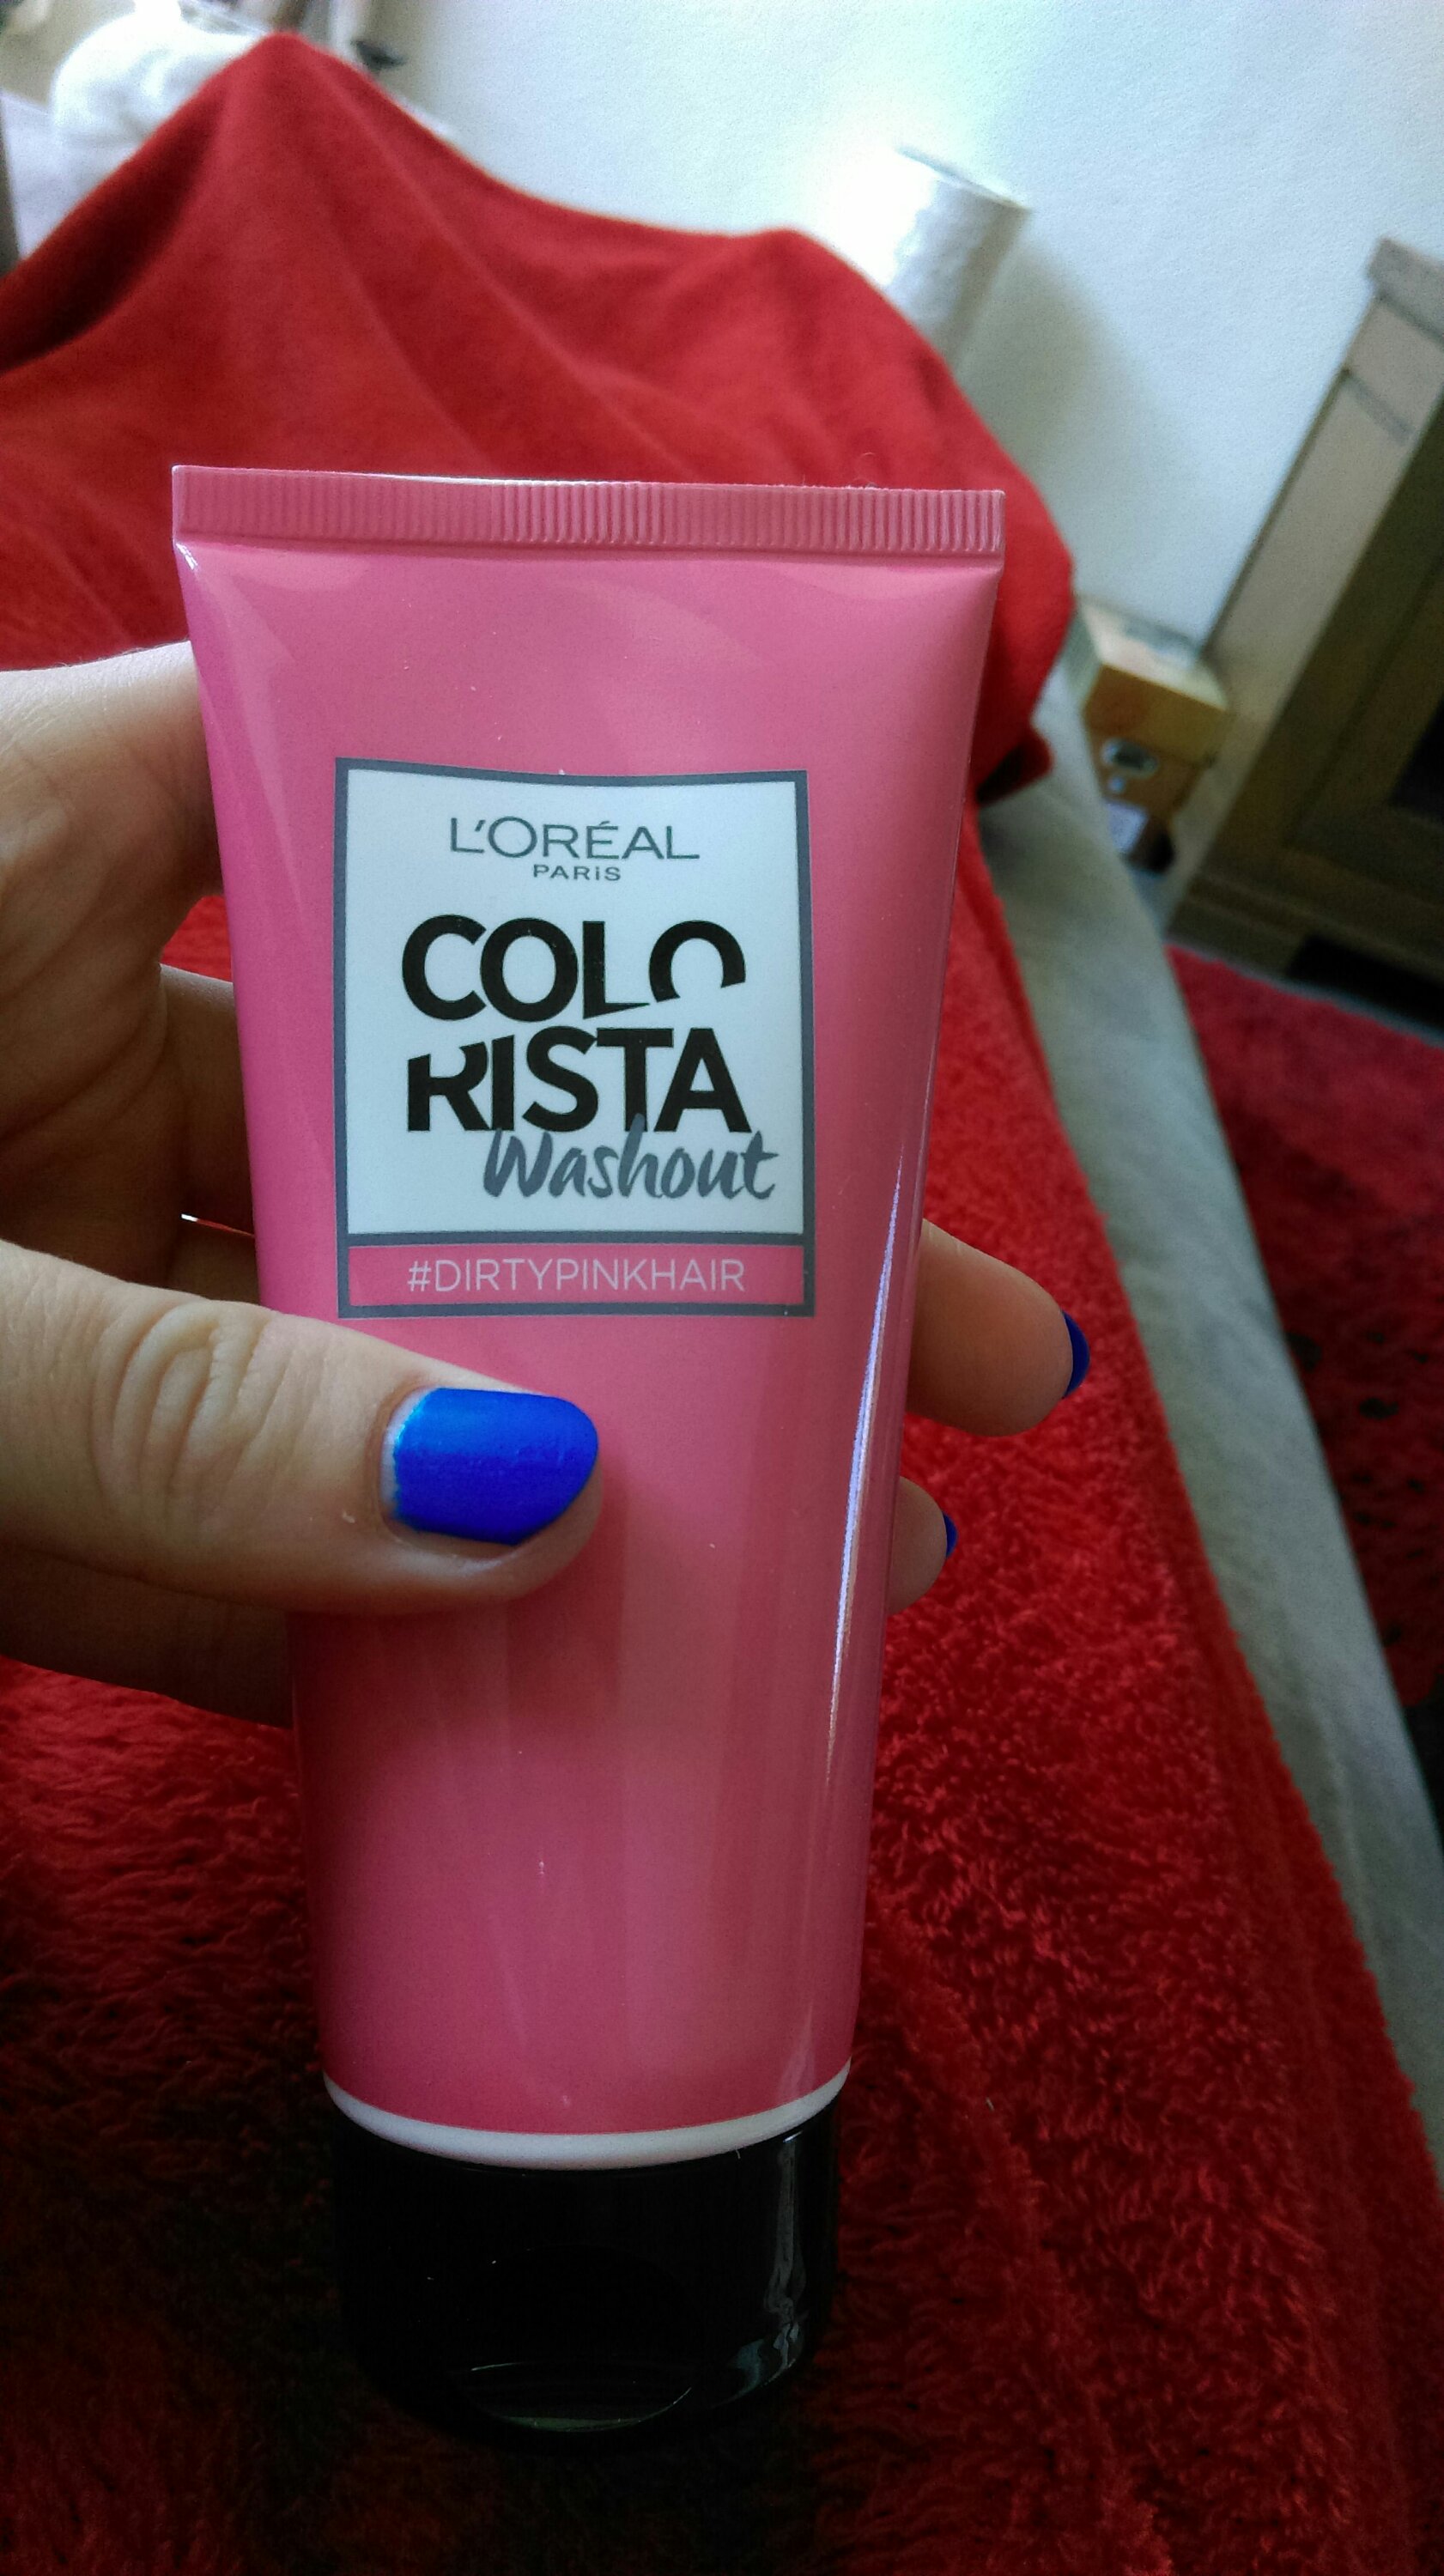 L'ORÉAL
PARIS
COLO
RISTA
Washout
#DIRTYPINKHAIR